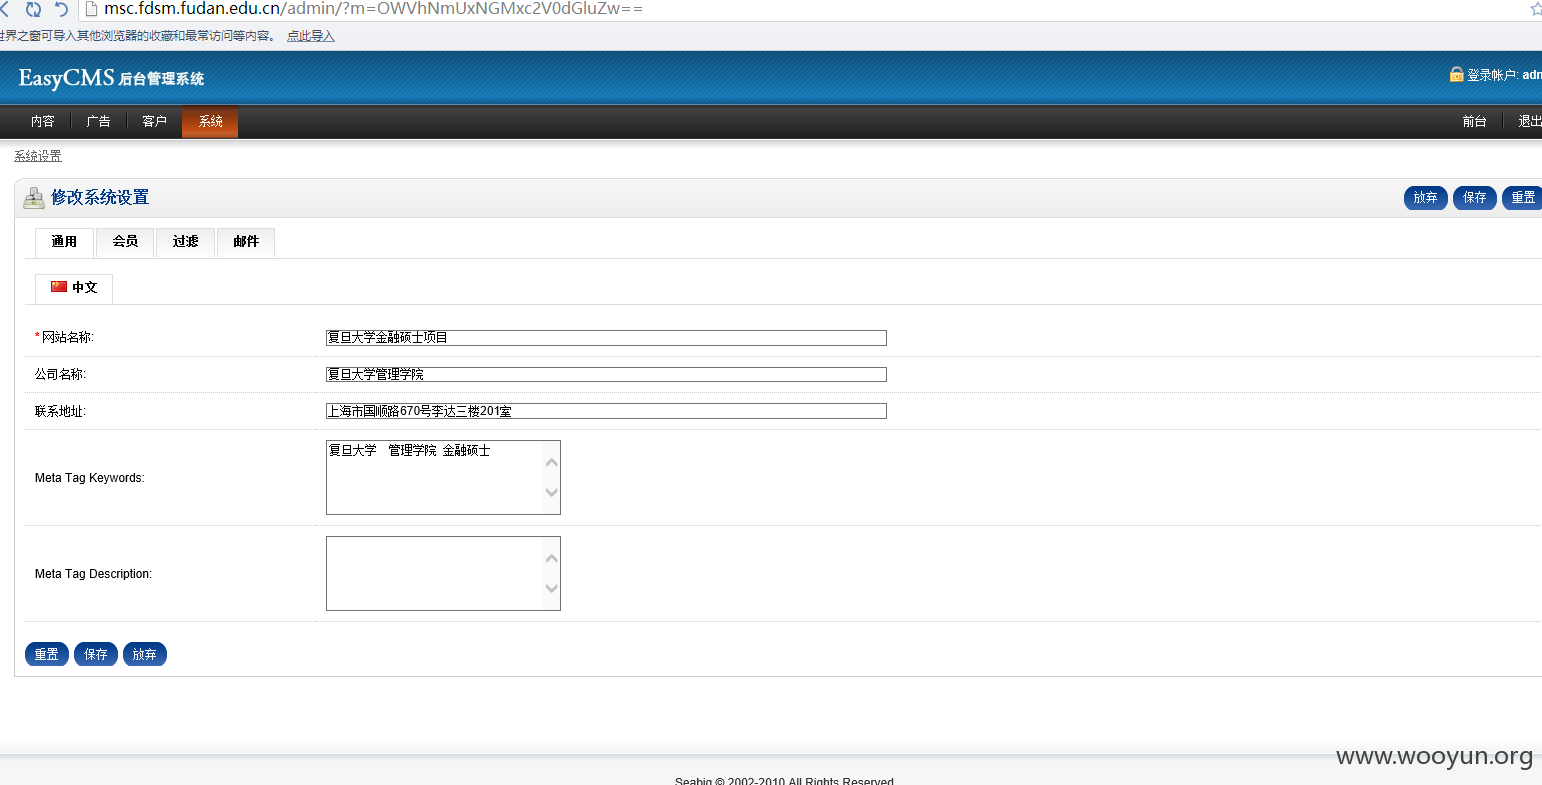 msc.fdsm.fudan.edu.cn/admin/?m=OWVhNmUxNGMxc2V0dGluZw==
世界之窗可导入其他浏览器的收藏和最常访问等内容。 点此导入
EasyCMS 后台管理系统
登录帐户: adm
内容 广告 客户 系统 前台 退出
系统设置
修改系统设置 放弃 保存 重置
通用 会员 过滤 邮件
中文
* 网站名称: 复旦大学金融硕士项目
公司名称: 复旦大学管理学院
联系地址: 上海市国顺路670号李达三楼201室
Meta Tag Keywords: 复旦大学 管理学院 金融硕士
Meta Tag Description:
重置 保存 放弃
www.wooyun.org
Seabig © 2002-2010 All Rights Reserved